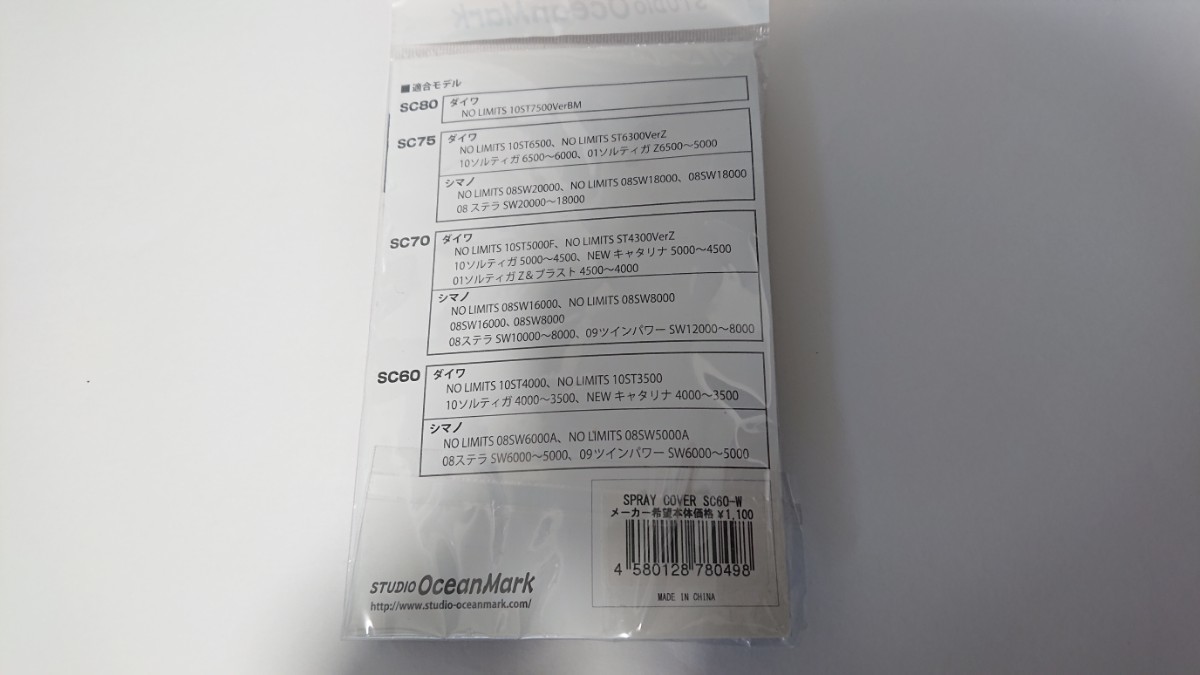 STUDIO OceanMark
■適合モデル
SC80
ダイワ
NO LIMITS 10ST7500VerBM
SC75
ダイワ
NO LIMITS 10ST6500、NO LIMITS ST6300VerZ
10ソルティガ 6500～6000、01ソルティガ Z6500～5000
シマノ
NO LIMITS 08SW20000、NO LIMITS 08SW18000、08SW18000
08 ステラ SW20000～18000
SC70
ダイワ
NO LIMITS 10ST5000F、NO LIMITS ST4300VerZ
10ソルティガ 5000～4500、NEW キャタリナ 5000～4500
01ソルティガ Z＆ブラスト 4500～4000
シマノ
NO LIMITS 08SW16000、NO LIMITS 08SW8000
08SW16000、08SW8000
08ステラ SW10000～8000、09ツインパワー SW12000～8000
SC60
ダイワ
NO LIMITS 10ST4000、NO LIMITS 10ST3500
10ソルティガ 4000～3500、NEW キャタリナ 4000～3500
シマノ
NO LIMITS 08SW6000A、NO LIMITS 08SW5000A
08ステラ SW6000～5000、09ツインパワー SW6000～5000
SPRAY COVER SC60-W
メーカー希望本体価格 ¥1,100
4 580128 780498
MADE IN CHINA
STUDIO OceanMark
http://www.studio-oceanmark.com/